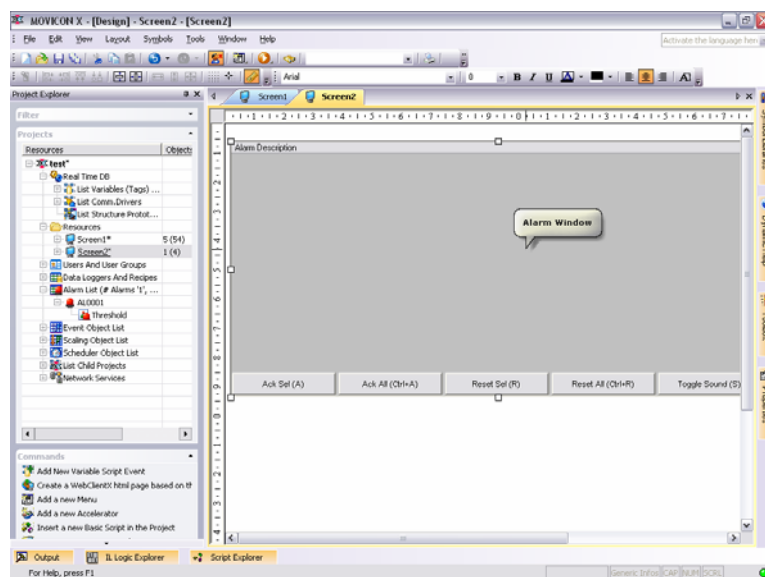 MOVICON X - [Design] - Screen2 - [Screen2]
File Edit View Layout Symbols Tools Window Help
Activate the language here
Arial 0 B I U A A
Project Explorer
Screen1 Screen2
Filter
Projects
Resources Objects
test*
Real Time DB
List Variables (Tags) ...
List Comm.Drivers
List Structure Protot...
Resources
Screen1* 5 (54)
Screen2* 1 (4)
Users And User Groups
Data Loggers And Recipes
Alarm List (# Alarms '1', ...
AL0001
Threshold
Event Object List
Scaling Object List
Scheduler Object List
List Child Projects
Network Services
Alarm Description
Alarm Window
Ack Sel (A) Ack All (Ctrl+A) Reset Sel (R) Reset All (Ctrl+R) Toggle Sound (S)
Commands
Add New Variable Script Event
Create a WebClientX html page based on th
Add a new Menu
Add a new Accelerator
Insert a new Basic Script in the Project
Output IL Logic Explorer Script Explorer
For Help, press F1 Generic Infos CAP NUM SCRL